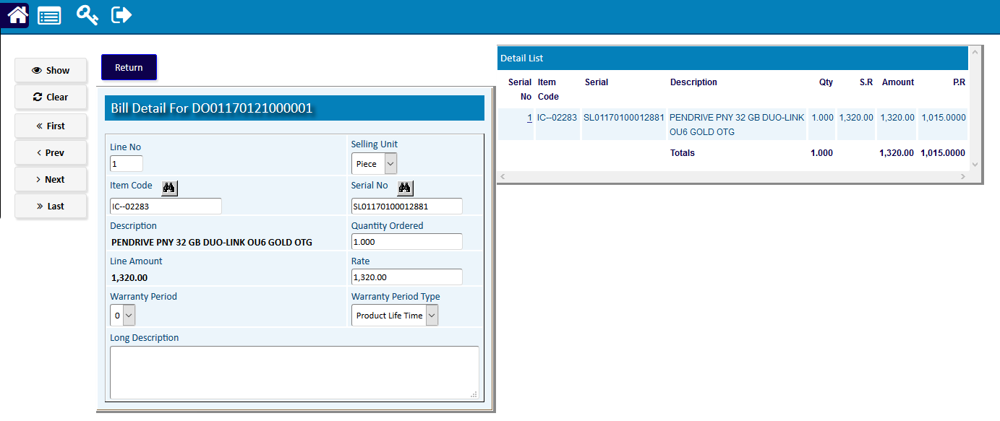 Show
Clear
First
Prev
Next
Last
Return
Bill Detail For DO01170121000001
Line No
Selling Unit
1
Piece
Item Code
Serial No
IC--02283
SL01170100012881
Description
Quantity Ordered
PENDRIVE PNY 32 GB DUO-LINK OU6 GOLD OTG
1.000
Line Amount
Rate
1,320.00
1,320.00
Warranty Period
Warranty Period Type
0
Product Life Time
Long Description
Detail List
Serial Item Serial Description Qty S.R Amount P.R
No Code
1 IC--02283 SL01170100012881 PENDRIVE PNY 32 GB DUO-LINK 1.000 1,320.00 1,320.00 1,015.0000
OU6 GOLD OTG
Totals 1.000 1,320.00 1,015.0000